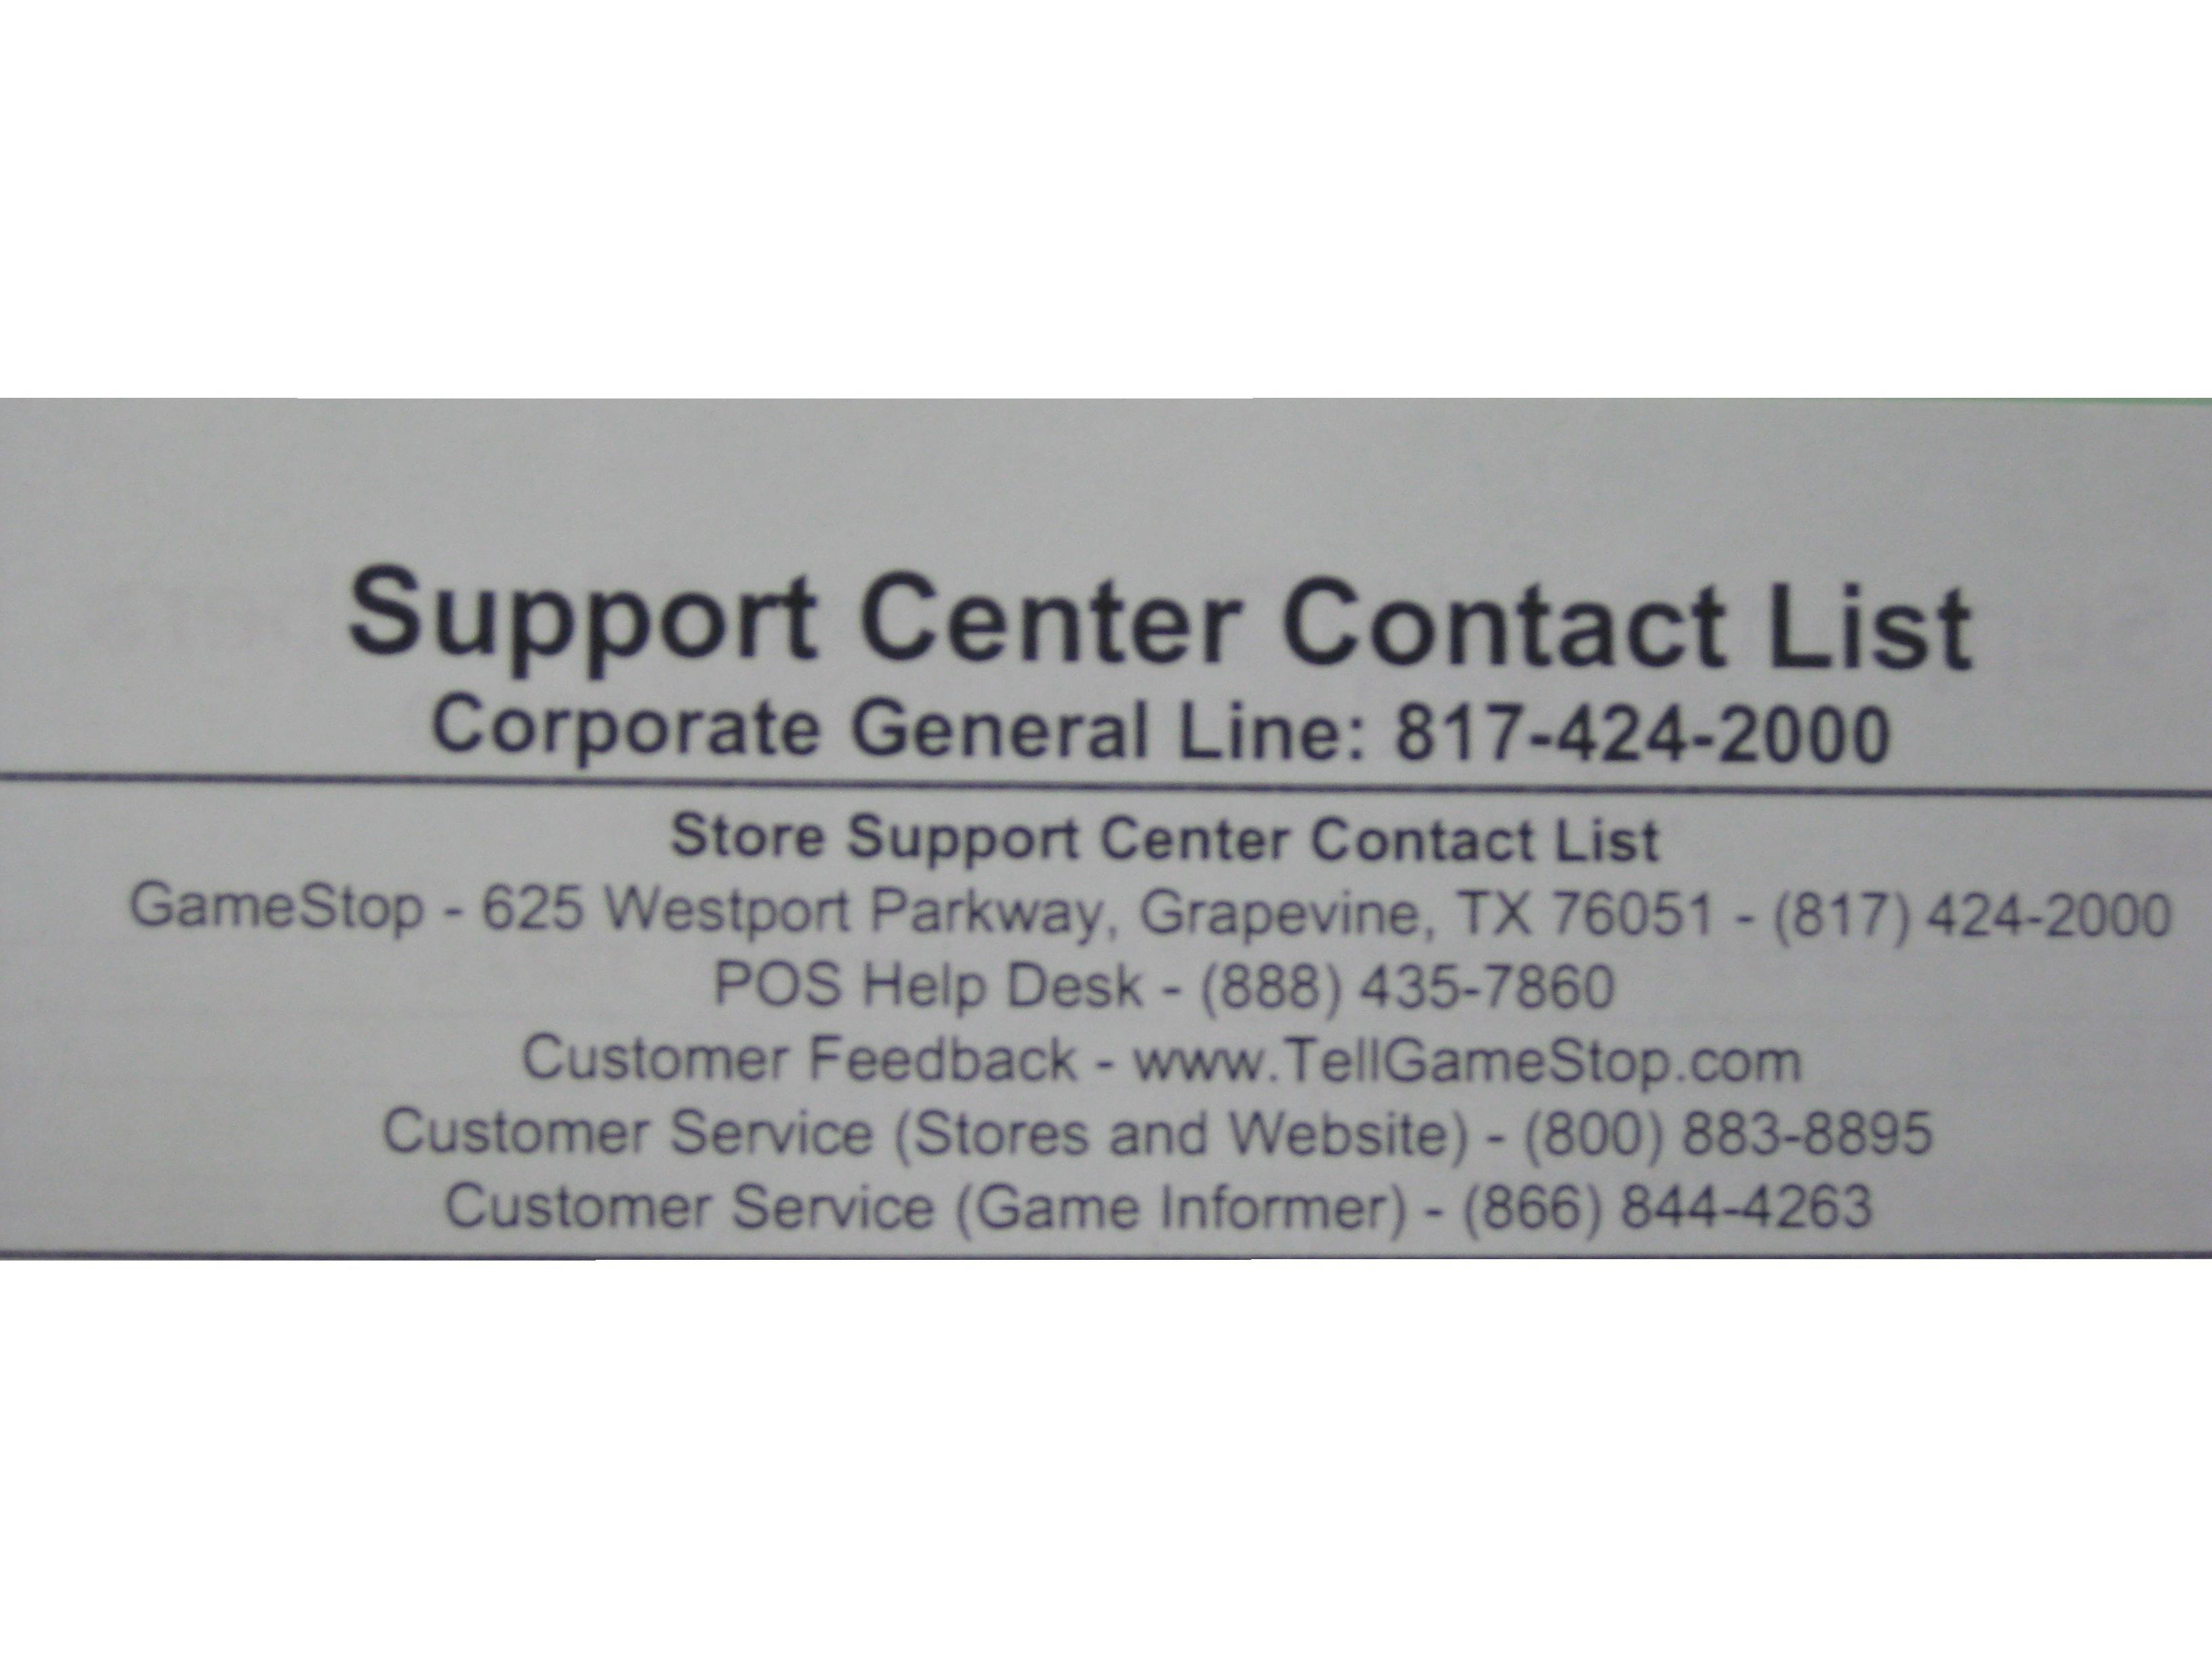 Support Center Contact List
Corporate General Line: 817-424-2000
Store Support Center Contact List
GameStop - 625 Westport Parkway, Grapevine, TX 76051 - (817) 424-2000
POS Help Desk - (888) 435-7860
Customer Feedback - www.TellGameStop.com
Customer Service (Stores and Website) - (800) 883-8895
Customer Service (Game Informer) - (866) 844-4263